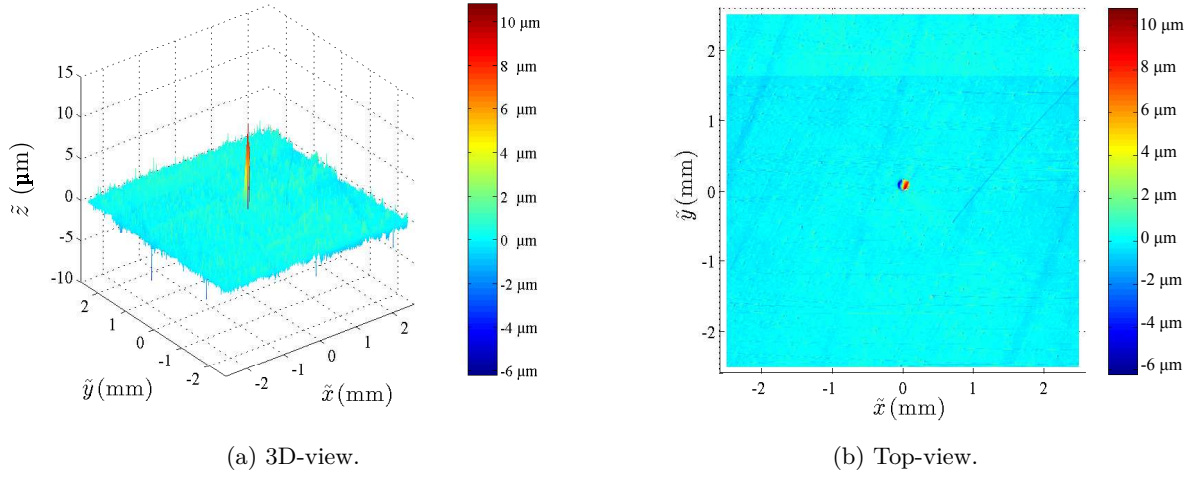 15
10
5
0
-5
-10
z̃ (µm)
2
1
0
-1
-2
ỹ (mm)
-2
-1
0
1
2
x̃ (mm)
10 µm
8 µm
6 µm
4 µm
2 µm
0 µm
-2 µm
-4 µm
-6 µm
(a) 3D-view.
2
1
0
-1
-2
ỹ (mm)
-2
-1
0
1
2
x̃ (mm)
10 µm
8 µm
6 µm
4 µm
2 µm
0 µm
-2 µm
-4 µm
-6 µm
(b) Top-view.